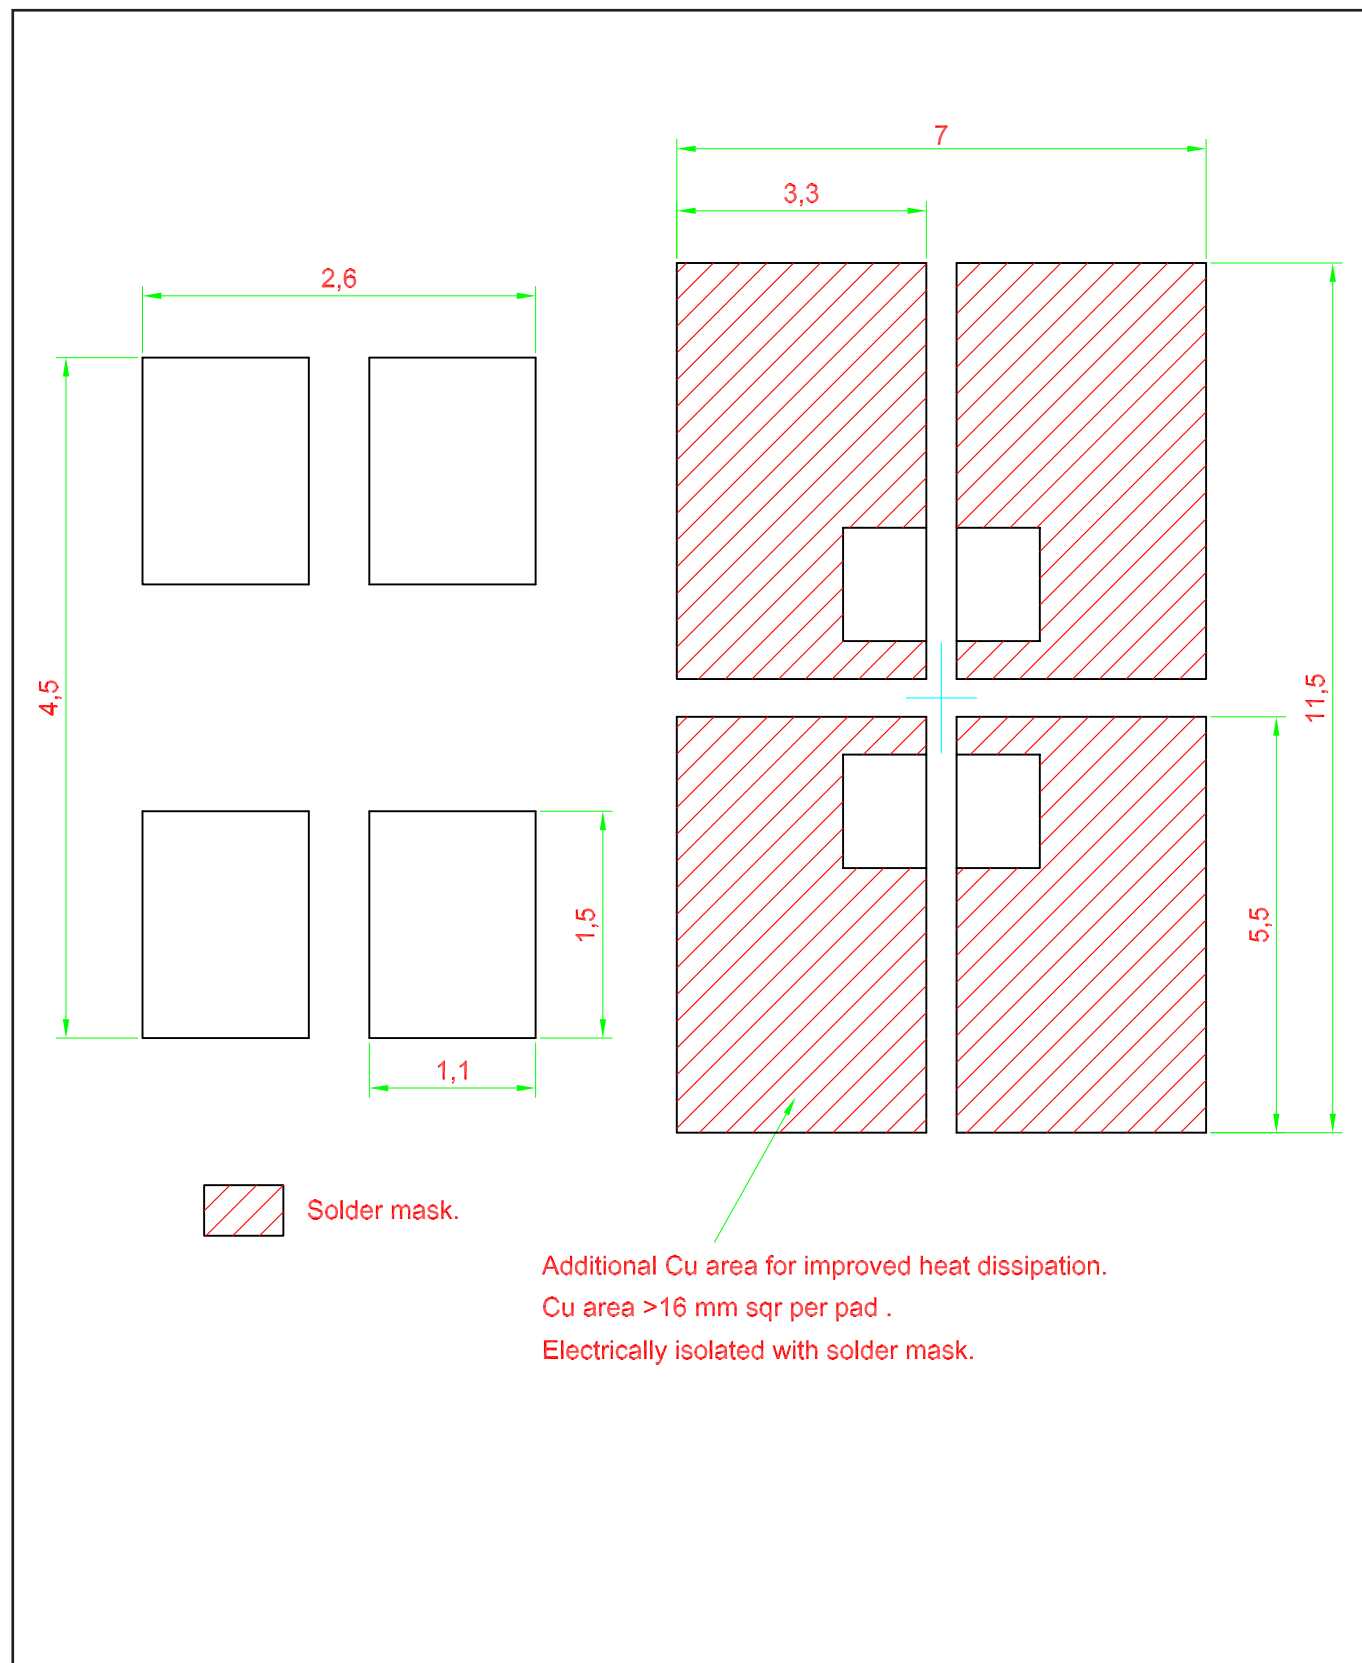 7
3,3
2,6
4,5
11,5
5,5
1,5
1,1
Solder mask.
Additional Cu area for improved heat dissipation.
Cu area >16 mm sqr per pad .
Electrically isolated with solder mask.